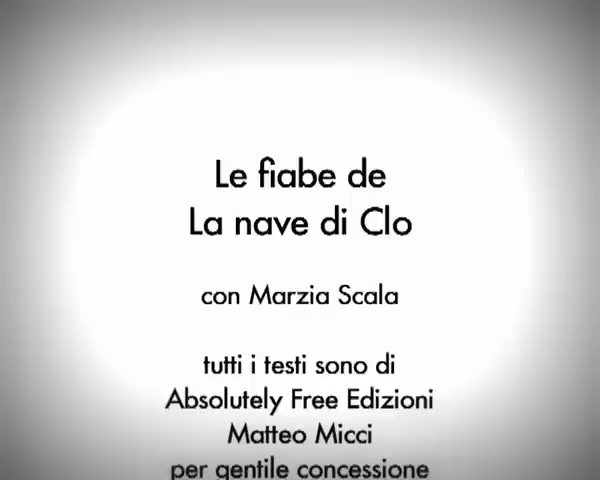 Le fiabe de
La nave di Clo
con Marzia Scala
tutti i testi sono di
Absolutely Free Edizioni
Matteo Micci
per gentile concessione